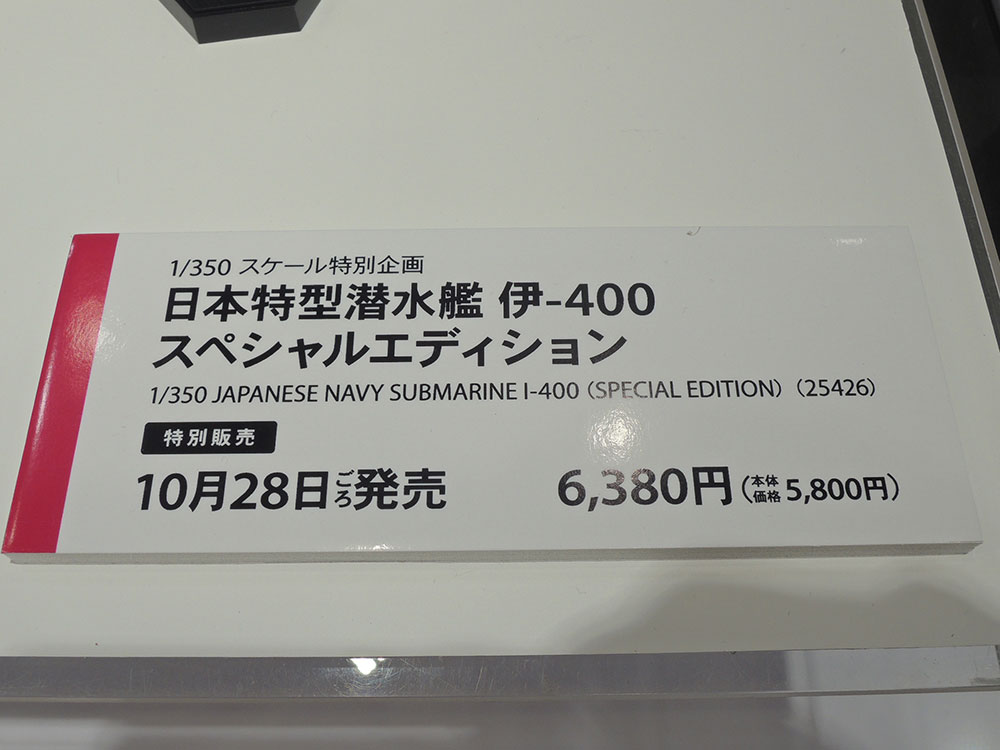 1/350 スケール特別企画
日本特型潜水艦 伊-400
スペシャルエディション
1/350 JAPANESE NAVY SUBMARINE I-400 (SPECIAL EDITION) (25426)
特別販売
10月28日ごろ発売 6,380円(本体価格5,800円)